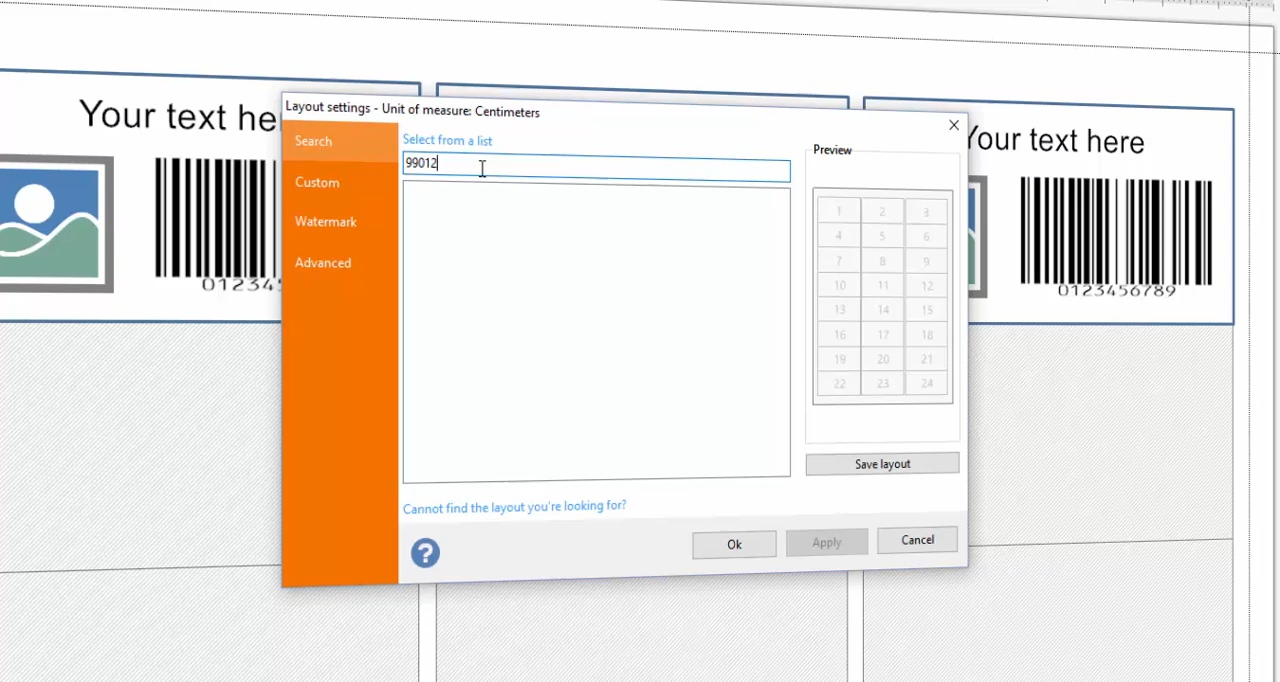 Your text he
012345
Your text here
0123456789
Layout settings - Unit of measure: Centimeters
Search
Custom
Watermark
Advanced
Select from a list
99012
Cannot find the layout you're looking for?
?
Preview
1 2 3
4 5 6
7 8 9
10 11 12
13 14 15
16 17 18
19 20 21
22 23 24
Save layout
Ok Apply Cancel